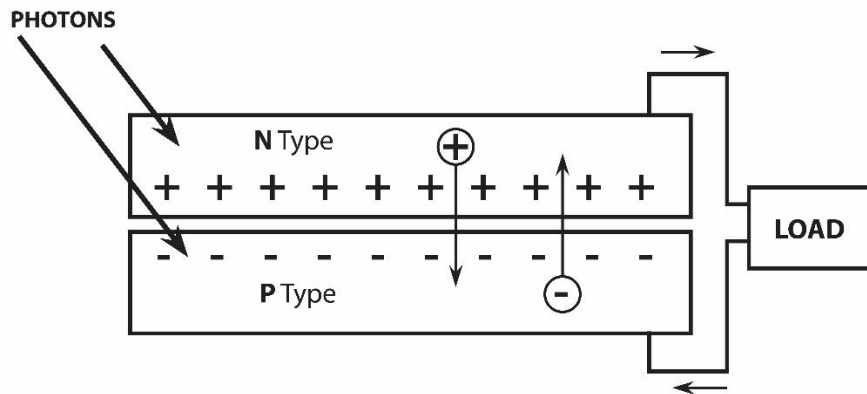 PHOTONS
N Type
+
+ + + + + + + + + +
- - - - - - - - - -
P Type
-
LOAD